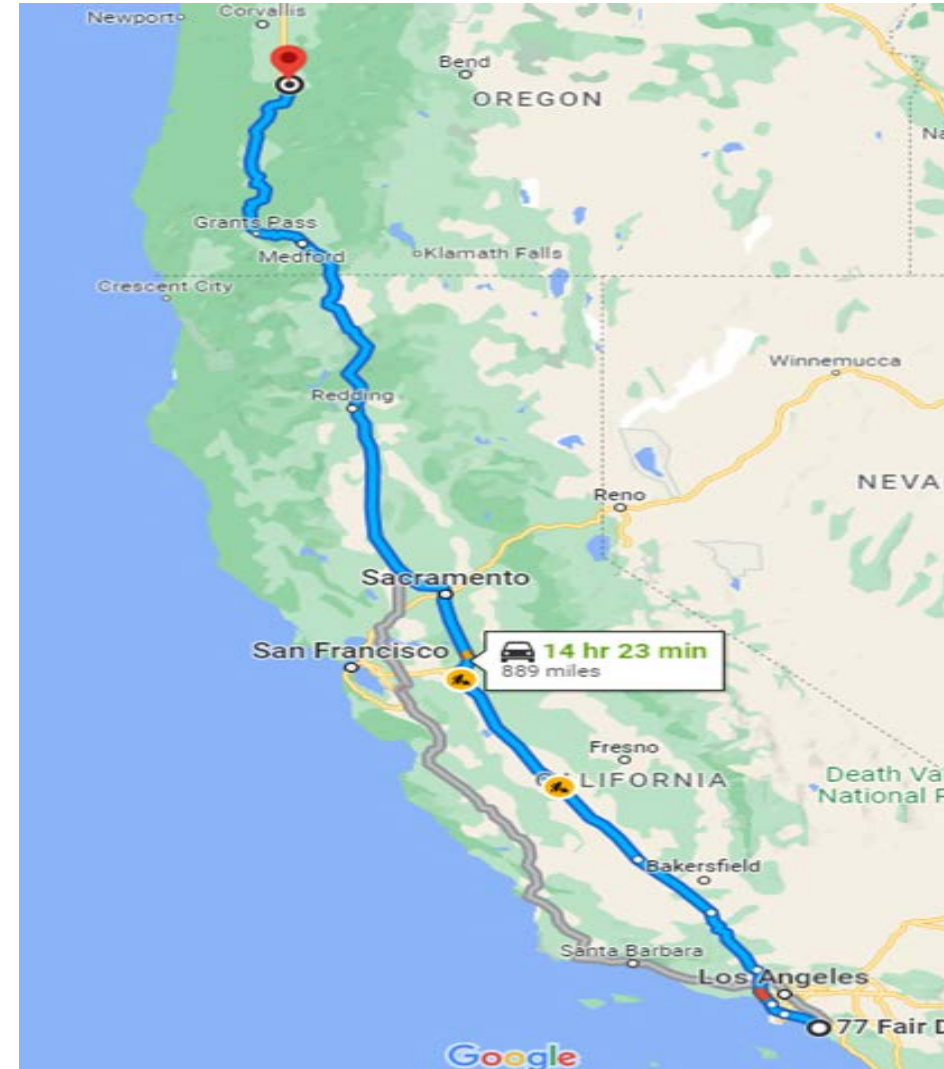 Newport
Corvallis
Bend
OREGON
Grants Pass
Medford
Klamath Falls
Crescent City
Winnemucca
Redding
Reno
NEVA
Sacramento
San Francisco
14 hr 23 min
889 miles
Fresno
CALIFORNIA
Death Va
National P
Bakersfield
Santa Barbara
Los Angeles
77 Fair D
Google